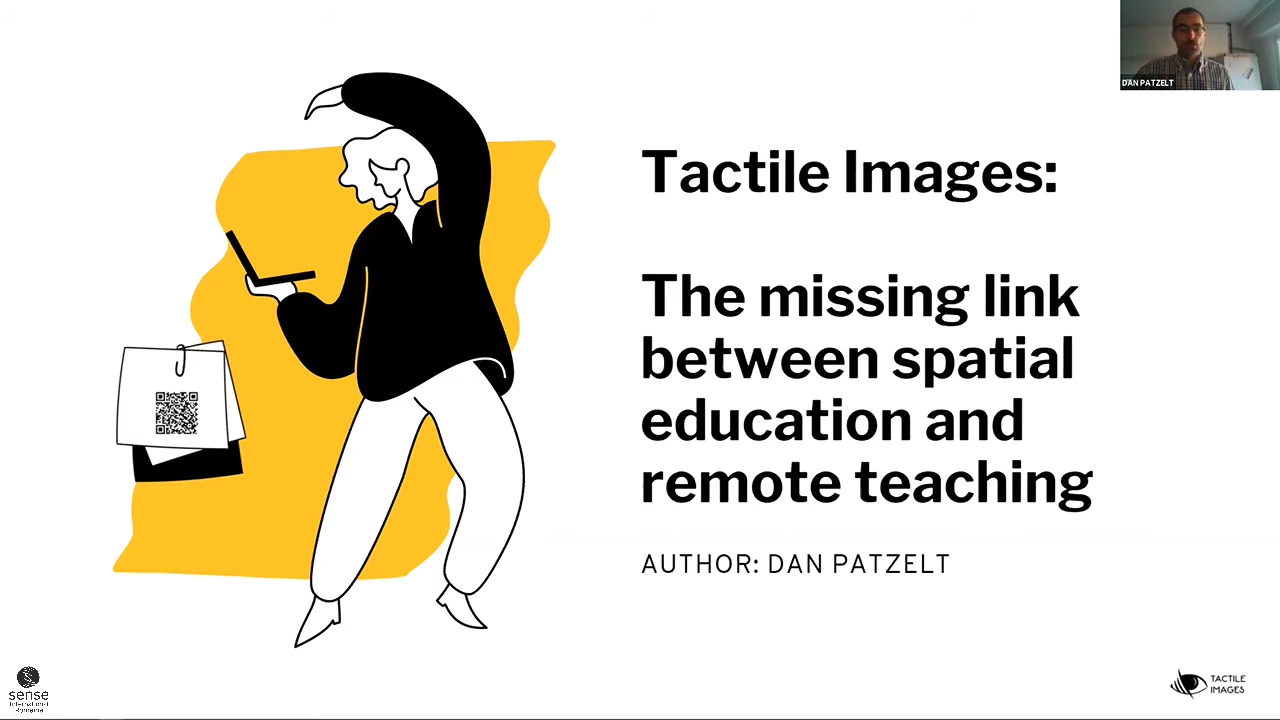 DAN PATZELT
Tactile Images:
The missing link
between spatial
education and
remote teaching
AUTHOR: DAN PATZELT
sense
International
Romania
TACTILE
IMAGES